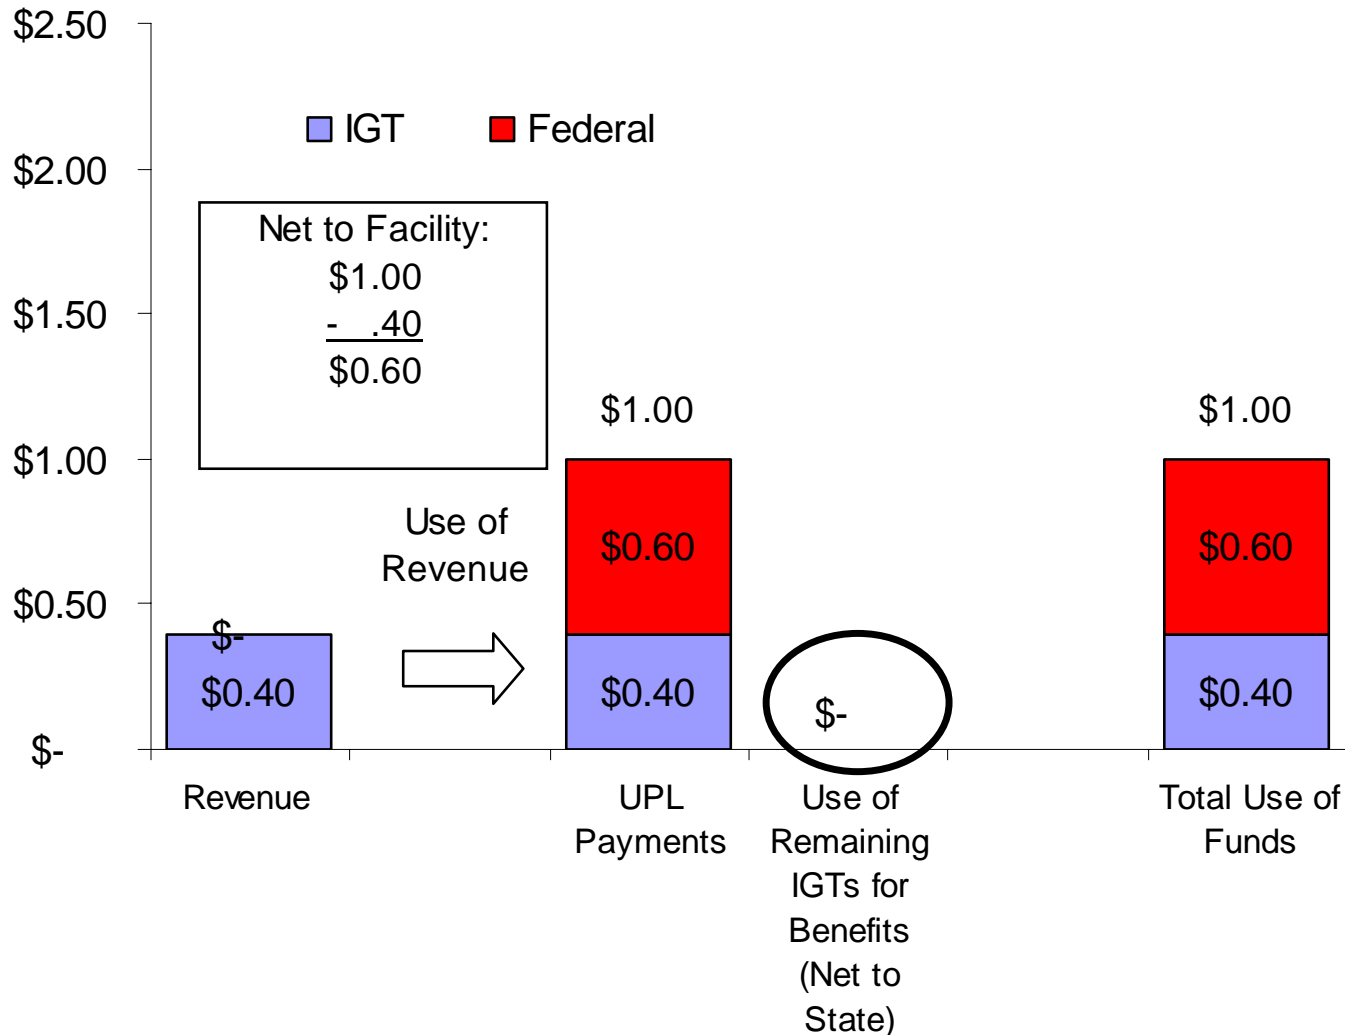 $2.50
IGT
Federal
$2.00
Net to Facility:
$1.00
- .40
$0.60
$1.50
$1.00
$1.00
$1.00
Use of
Revenue
$0.60
$0.60
$0.50
$-
$0.40
$0.40
$-
$0.40
$-
Revenue
UPL
Payments
Use of
Remaining
IGTs for
Benefits
(Net to
State)
Total Use of
Funds